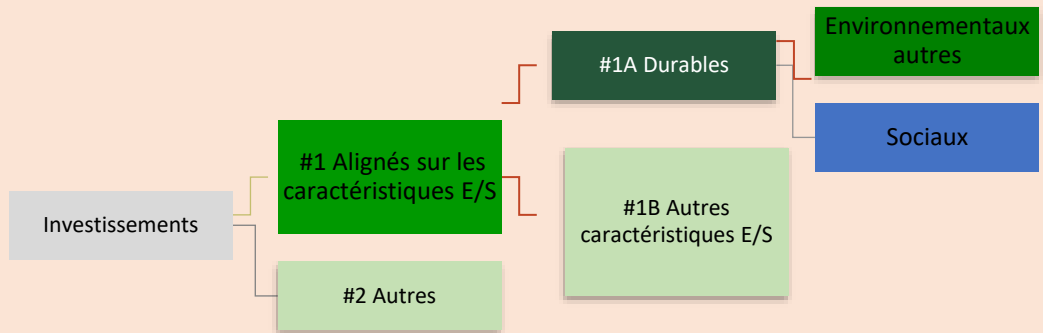 Investissements
#1 Alignés sur les
caractéristiques E/S
#2 Autres
#1A Durables
#1B Autres
caractéristiques E/S
Environnementaux
autres
Sociaux